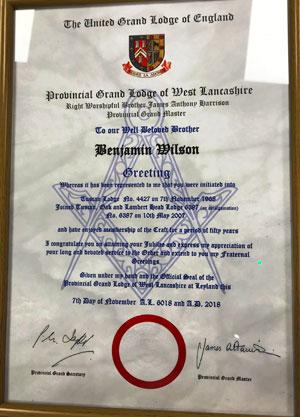 The United Grand Lodge of England
Provincial Grand Lodge of West Lancashire
Right Worshipful Brother James Anthony Harrison
Provincial Grand Master
To our Well Beloved Brother
Benjamin Wilson
Greeting
Whereas it has been represented to me that you were initiated into
Lodge No. 4427 on 7th November 1968
Joined Oak and Lambert Head Lodge 6387
No. 6387 on 10th May 2007
and have enjoyed membership of the Craft for a period of fifty years
I congratulate you on attaining your Jubilee and express my appreciation of
your long and devoted service to the Order and extend to you my Fraternal
Greetings
Given under my hand and the Official Seal of the
Provincial Grand Lodge of West Lancashire at Leyland this
7th Day of November A.L. 6018 A.D. 2018
Provincial Grand Secretary
Provincial Grand Master